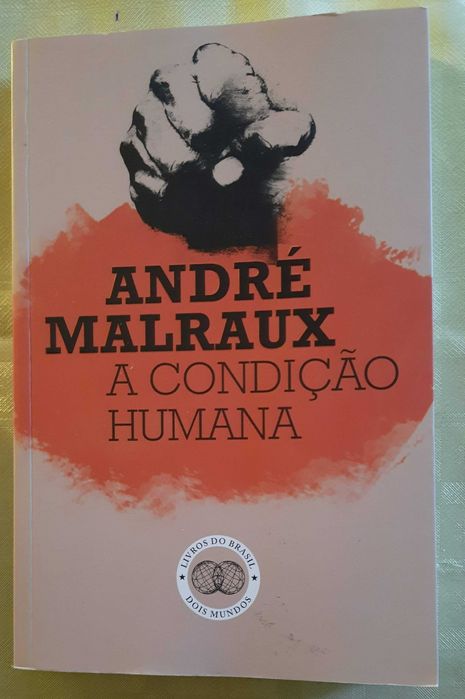 ANDRÉ
MALRAUX
A CONDIÇÃO
HUMANA
LIVROS DO BRASIL
DOIS MUNDOS